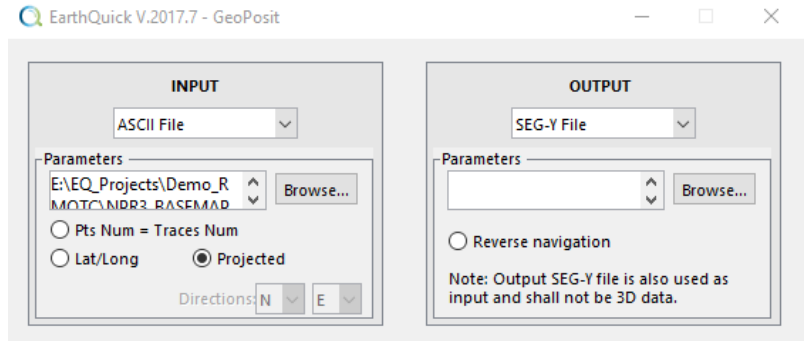 EarthQuick V.2017.7 - GeoPosit
INPUT
ASCII File
Parameters
E:\EQ_Projects\Demo_R
MOTC\NPR3_BASEMAP
Browse...
Pts Num = Traces Num
Lat/Long
Projected
Directions: N E
OUTPUT
SEG-Y File
Parameters
Browse...
Reverse navigation
Note: Output SEG-Y file is also used as
input and shall not be 3D data.